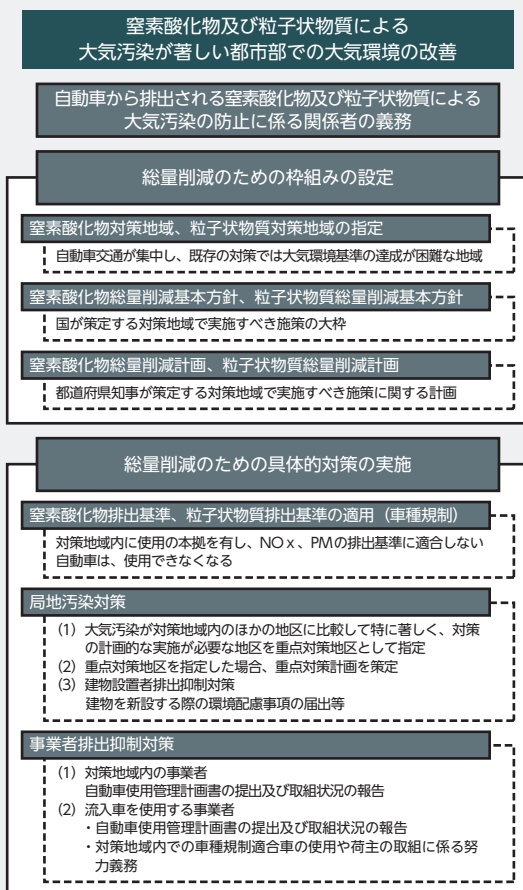 窒素酸化物及び粒子状物質による
大気汚染が著しい都市部での大気環境の改善
自動車から排出される窒素酸化物及び粒子状物質による
大気汚染の防止に係る関係者の義務
総量削減のための枠組みの設定
窒素酸化物対策地域、粒子状物質対策地域の指定
自動車交通が集中し、既存の対策では大気環境基準の達成が困難な地域
窒素酸化物総量削減基本方針、粒子状物質総量削減基本方針
国が策定する対策地域で実施すべき施策の大枠
窒素酸化物総量削減計画、粒子状物質総量削減計画
都道府県知事が策定する対策地域で実施すべき施策に関する計画
総量削減のための具体的対策の実施
窒素酸化物排出基準、粒子状物質排出基準の適用（車種規制）
対策地域内に使用の本拠を有し、NOx、PMの排出基準に適合しない
自動車は、使用できなくなる
局地汚染対策
（1）大気汚染が対策地域内のほかの地区に比較して特に著しく、対策
の計画的な実施が必要な地区を重点対策地区として指定
（2）重点対策地区を指定した場合、重点対策計画を策定
（3）建物設置者排出抑制対策
建物を新設する際の環境配慮事項の届出等
事業者排出抑制対策
（1）対策地域内の事業者
自動車使用管理計画書の提出及び取組状況の報告
（2）流入車を使用する事業者
・自動車使用管理計画書の提出及び取組状況の報告
・対策地域内での車種規制適合車の使用や荷主の取組に係る努
力義務